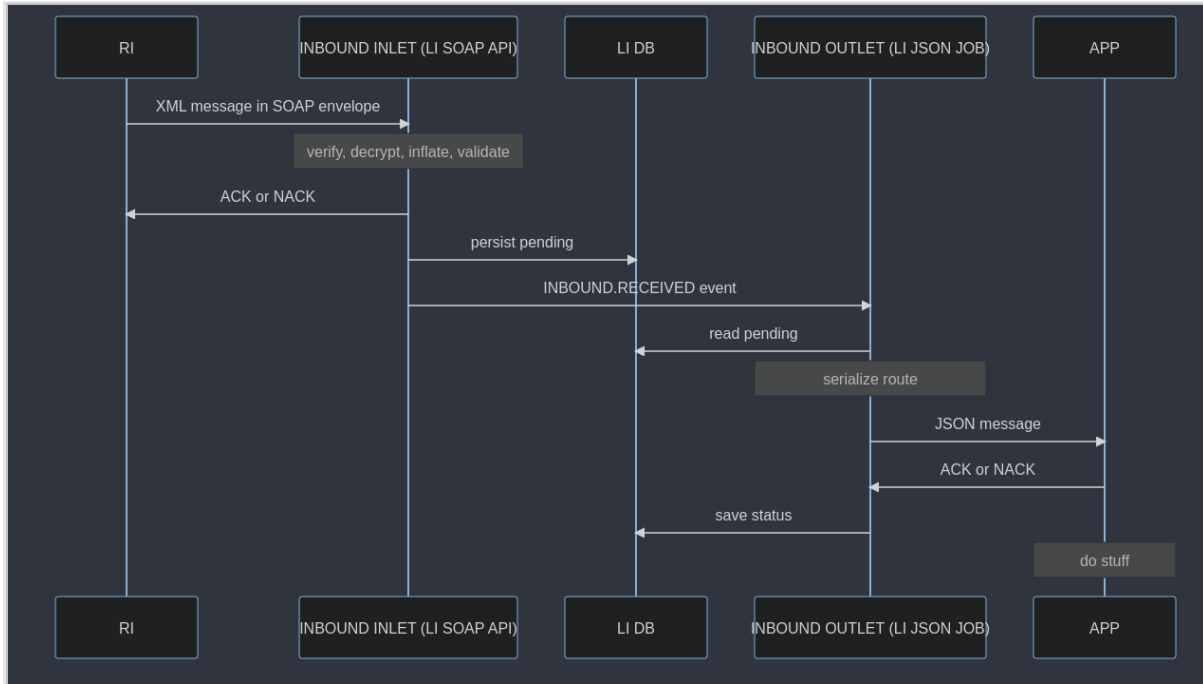 RI
INBOUND INLET (LI SOAP API)
LI DB
INBOUND OUTLET (LI JSON JOB)
APP
XML message in SOAP envelope
verify, decrypt, inflate, validate
ACK or NACK
persist pending
INBOUND.RECEIVED event
read pending
serialize route
JSON message
ACK or NACK
save status
do stuff
RI
INBOUND INLET (LI SOAP API)
LI DB
INBOUND OUTLET (LI JSON JOB)
APP